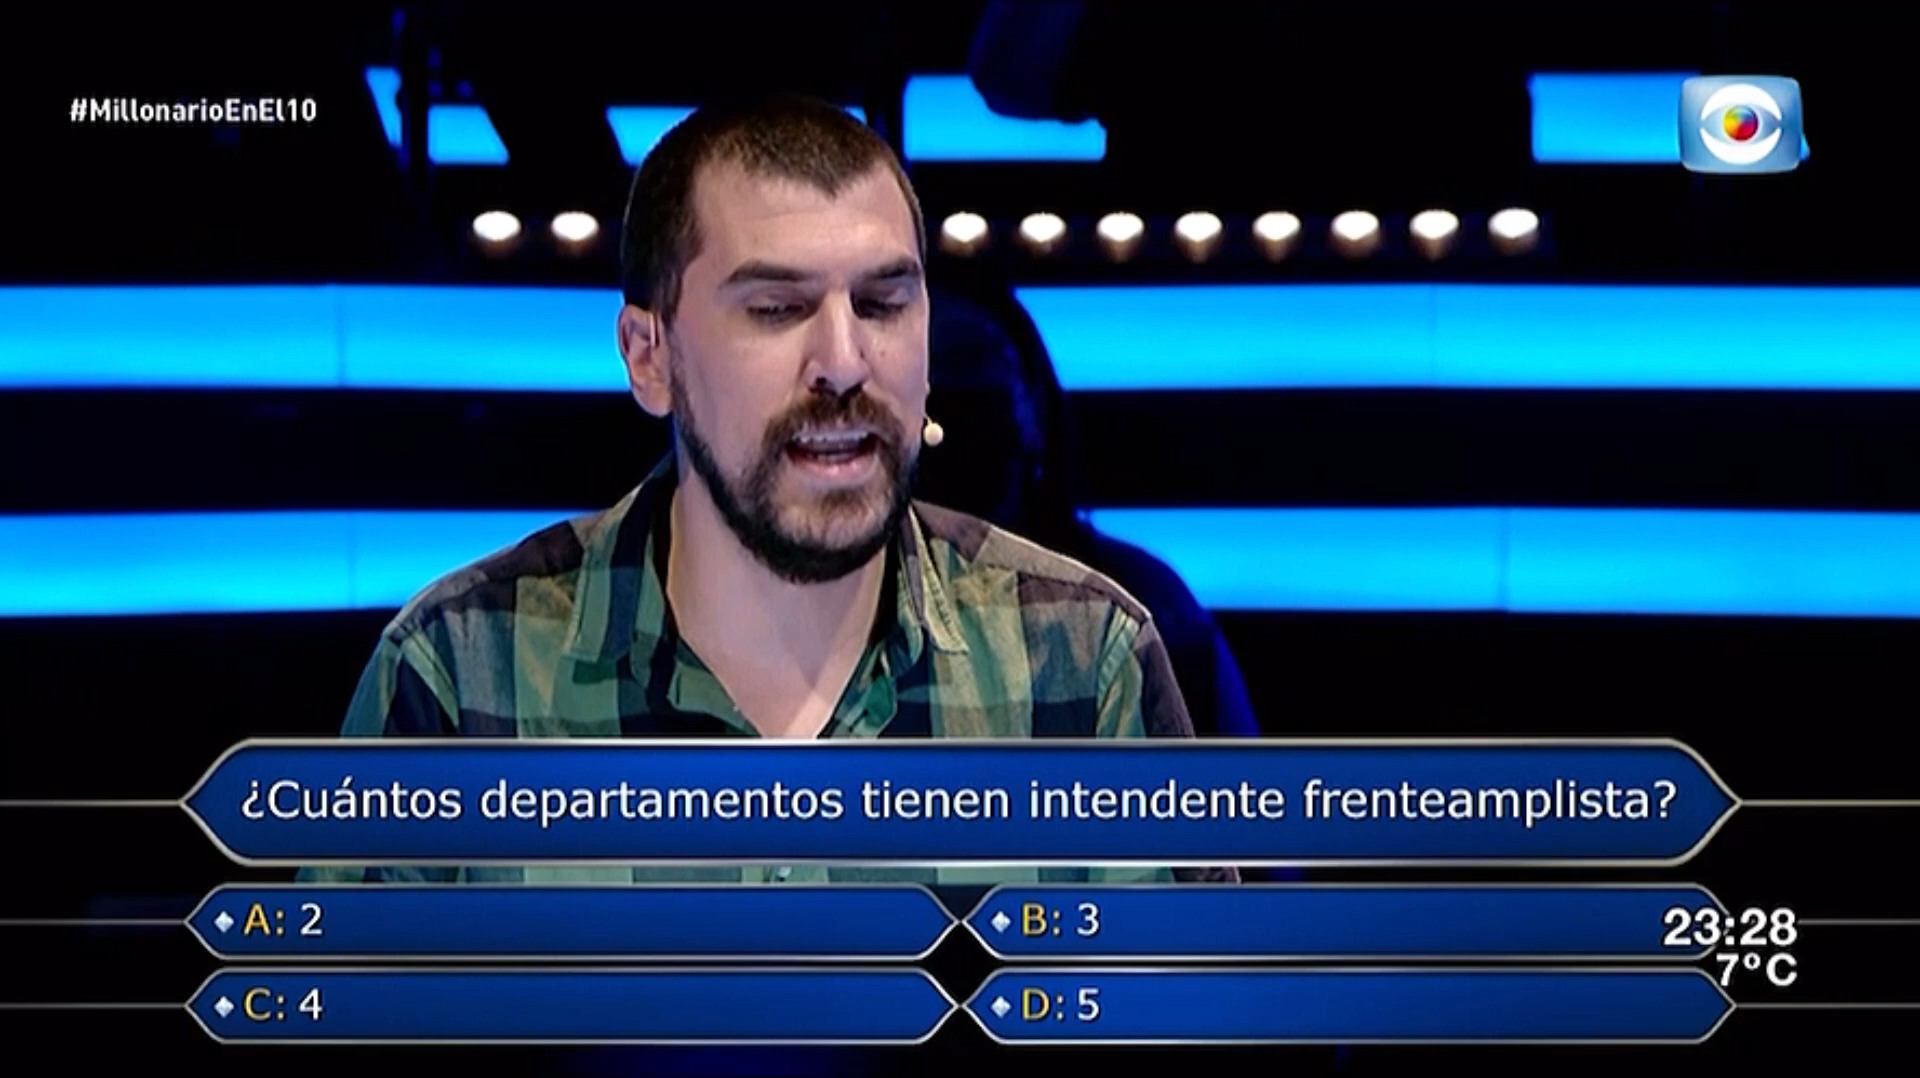 #MillonarioEnEl10
¿Cuántos departamentos tienen intendente frenteamplista?
A: 2
B: 3
C: 4
D: 5
23:28
7°C